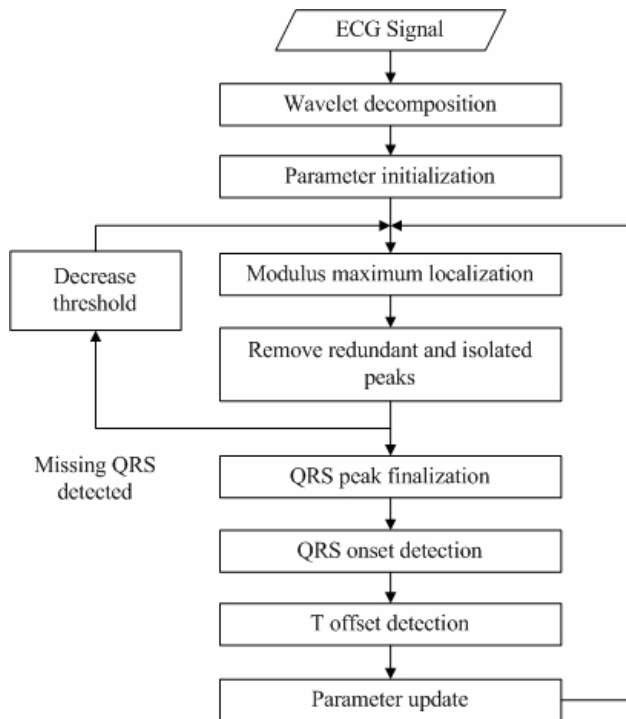 ECG Signal
Wavelet decomposition
Parameter initialization
Decrease
threshold
Modulus maximum localization
Remove redundant and isolated
peaks
Missing QRS
detected
QRS peak finalization
QRS onset detection
T offset detection
Parameter update